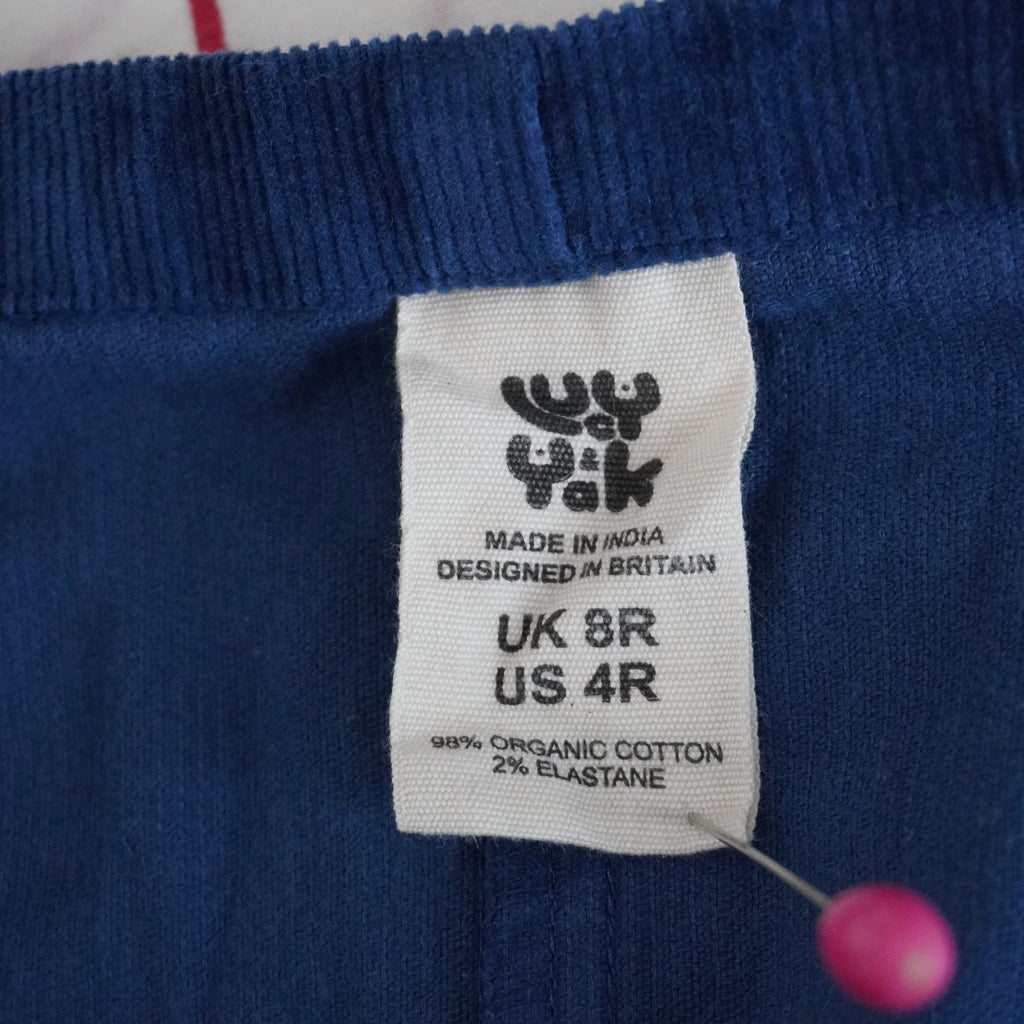 Lucy
& Yak
MADE IN INDIA
DESIGNED IN BRITAIN
UK 8R
US 4R
98% ORGANIC COTTON
2% ELASTANE